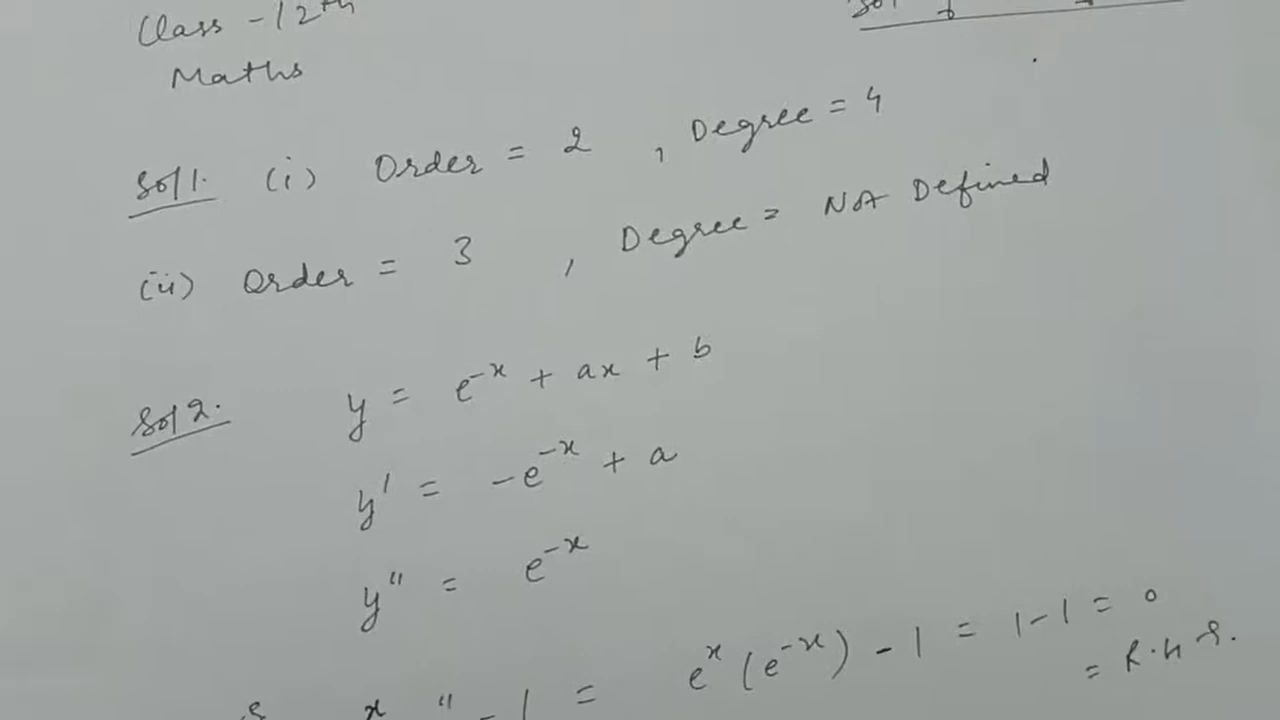 Class - 12th
Maths
Sol 1. (i) Order = 2 , Degree = 4
(ii) Order = 3 , Degree = Not Defined
Sol 2. y = e^-x + ax + b
y' = -e^-x + a
y" = e^-x
x " - 1 = e^x (e^-x) - 1 = 1 - 1 = 0
= R.H.S.